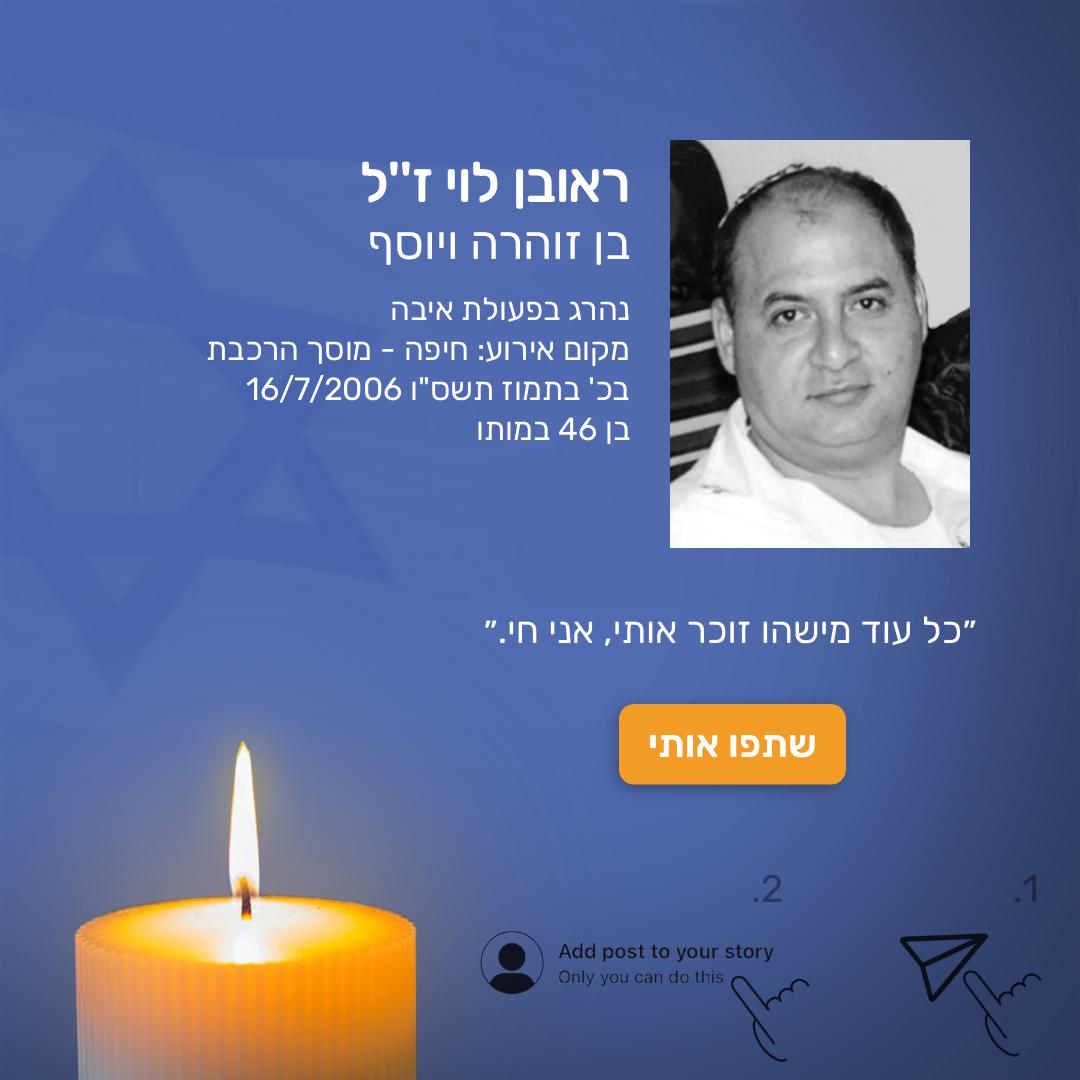 ראובן לוי ז"ל
בן זוהרה ויוסף
נהרג בפעולת איבה
מקום אירוע: חיפה - מוסך הרכבת
בכ' בתמוז תשס"ו 16/7/2006
בן 46 במותו
״כל עוד מישהו זוכר אותי, אני חי.״
שתפו אותי
.1
.2
Add post to your story
Only you can do this